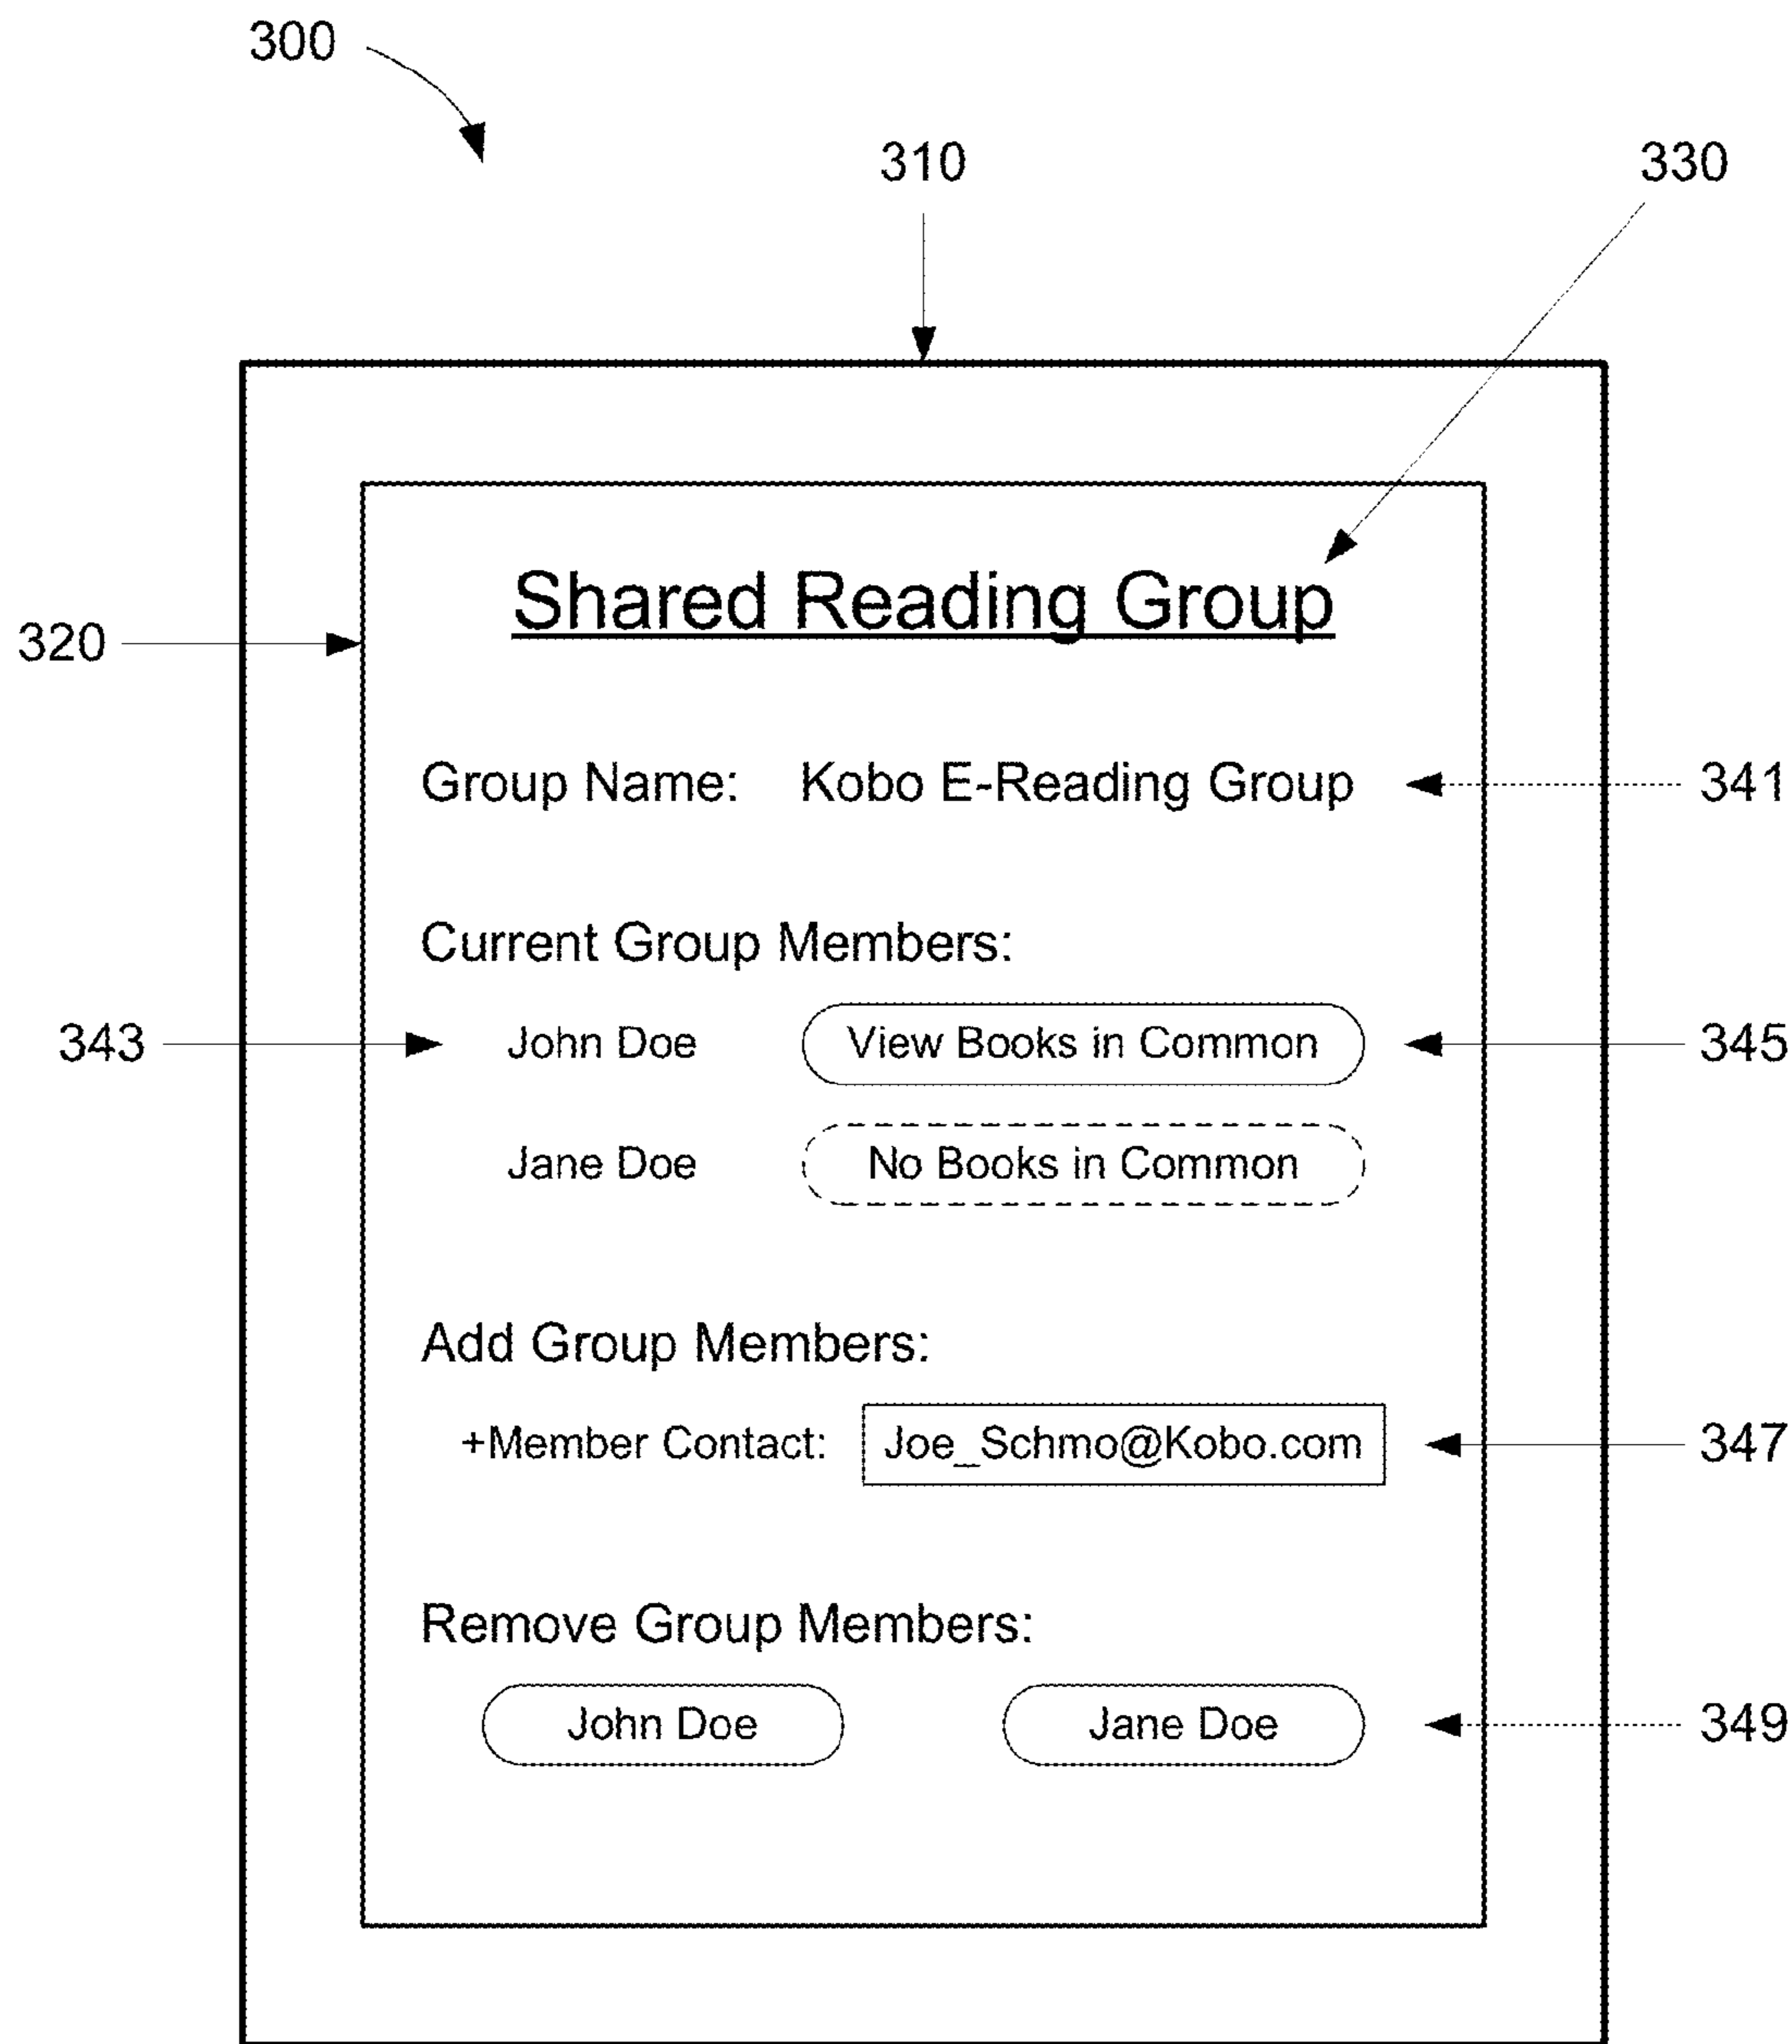 300
310
330
Shared Reading Group
320
Group Name: Kobo E-Reading Group
341
Current Group Members:
343
John Doe
View Books in Common
345
Jane Doe
No Books in Common
Add Group Members:
+Member Contact:
Joe_Schmo@Kobo.com
347
Remove Group Members:
John Doe
Jane Doe
349